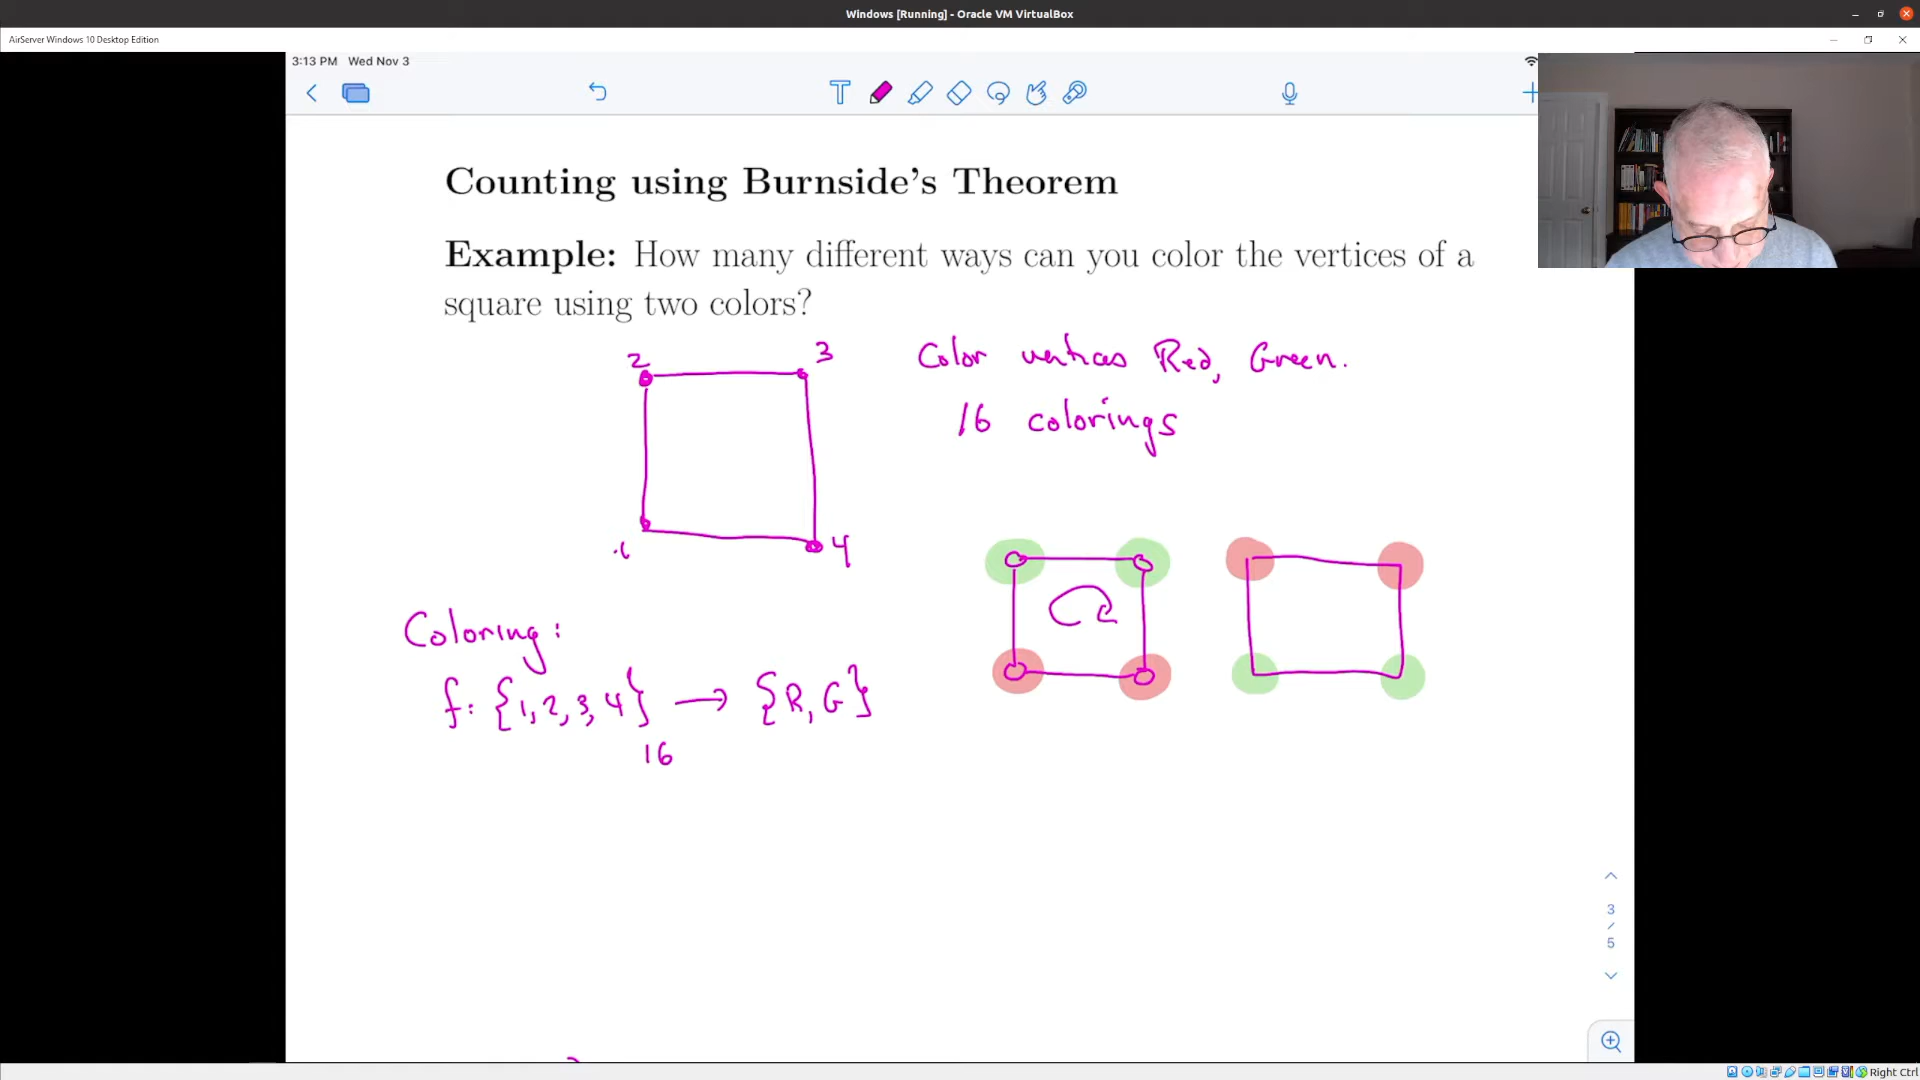 Windows [Running] - Oracle VM VirtualBox
AirServer Windows 10 Desktop Edition
3:13 PM Wed Nov 3
Counting using Burnside's Theorem
Example: How many different ways can you color the vertices of a
square using two colors?
2
3
Color vertices Red, Green.
16 colorings
4
Coloring:
f: {1, 2, 3, 4} → {R, G}
16
3
/
5
Right Ctrl